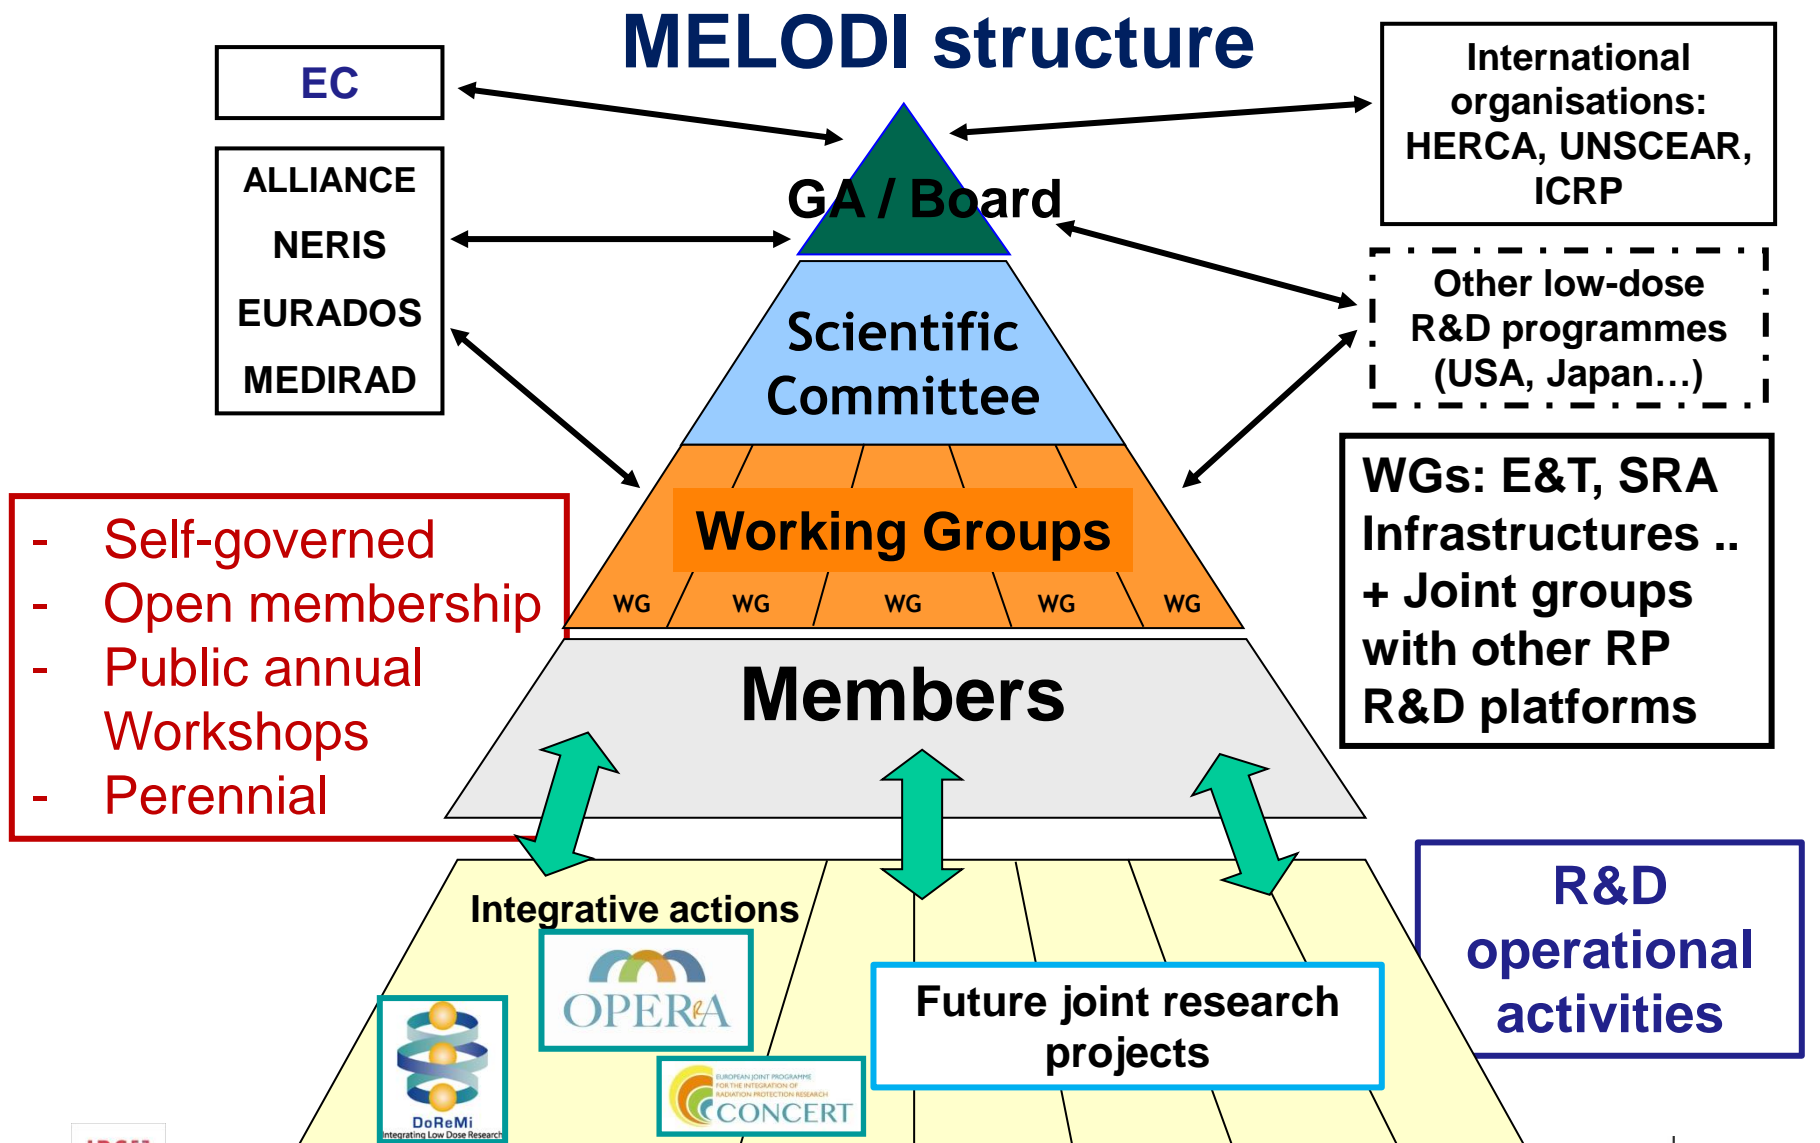 MELODI structure
EC
International
organisations:
HERCA, UNSCEAR,
ICRP
ALLIANCE
NERIS
EURADOS
MEDIRAD
GA / Board
Other low-dose
R&D programmes
(USA, Japan…)
Scientific
Committee
WGs: E&T, SRA
Infrastructures ..
+ Joint groups
with other RP
R&D platforms
- Self-governed
- Open membership
- Public annual
Workshops
- Perennial
Working Groups
WG WG WG WG WG
Members
R&D
operational
activities
Integrative actions
OPERRA
Future joint research
projects
DoReMi
Integrating Low Dose Research
EUROPEAN JOINT PROGRAMME
FOR THE INTEGRATION OF
RADIATION PROTECTION RESEARCH
CONCERT